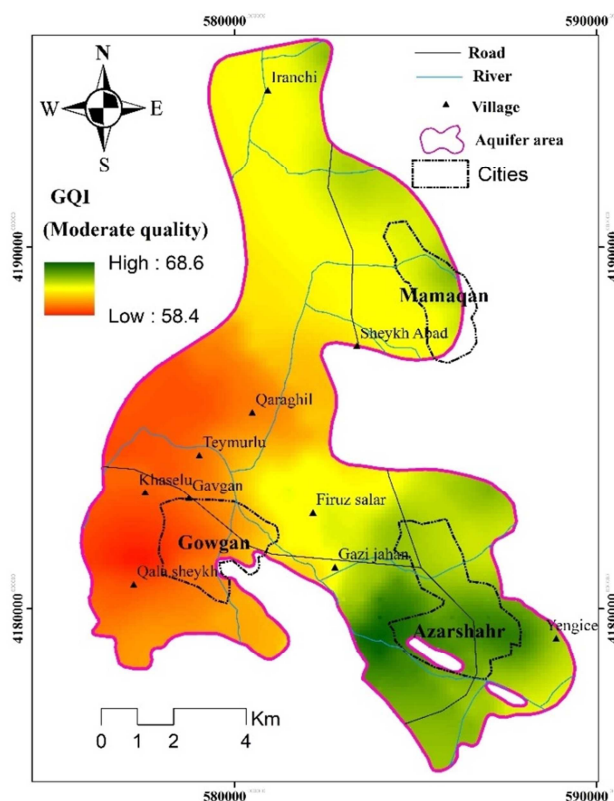 580000
590000
N
W
E
S
Road
River
Village
Aquifer area
Cities
GQI
(Moderate quality)
High : 68.6
Low : 58.4
4190000
4190000
Iranchi
Mamaqan
Sheykh Abad
Qaraghil
Teymurlu
Khaselu
Gavgan
Firuz salar
Gowgan
Gazi jahan
Qala sheykhi
4180000
4180000
Azarshahr
Yengice
Km
0 1 2 4
580000
590000